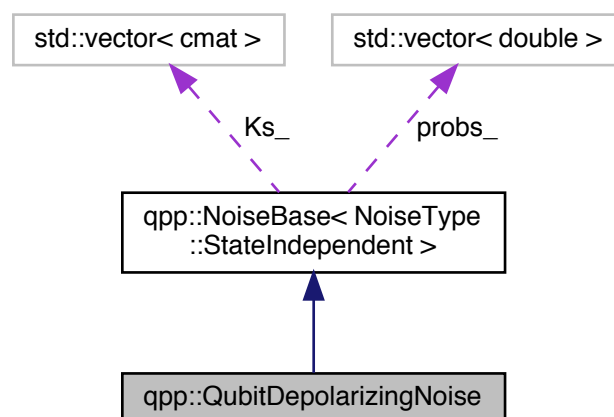 std::vector< cmat >
std::vector< double >
Ks_
probs_
qpp::NoiseBase< NoiseType
::StateIndependent >
qpp::QubitDepolarizingNoise